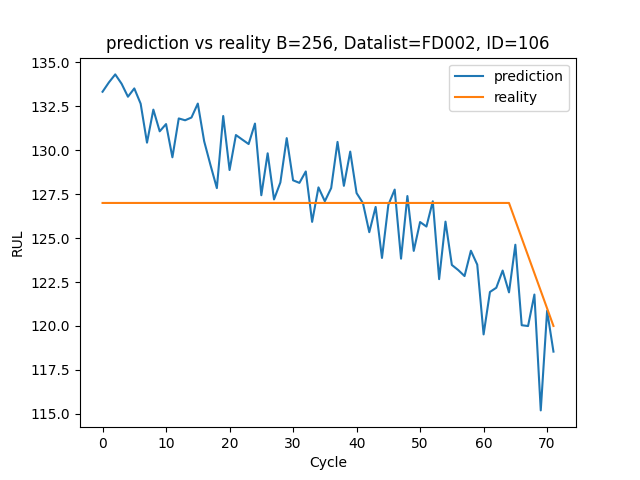 prediction vs reality B=256, Datalist=FD002, ID=106
prediction
reality
RUL
135.0
132.5
130.0
127.5
125.0
122.5
120.0
117.5
115.0
0 10 20 30 40 50 60 70
Cycle